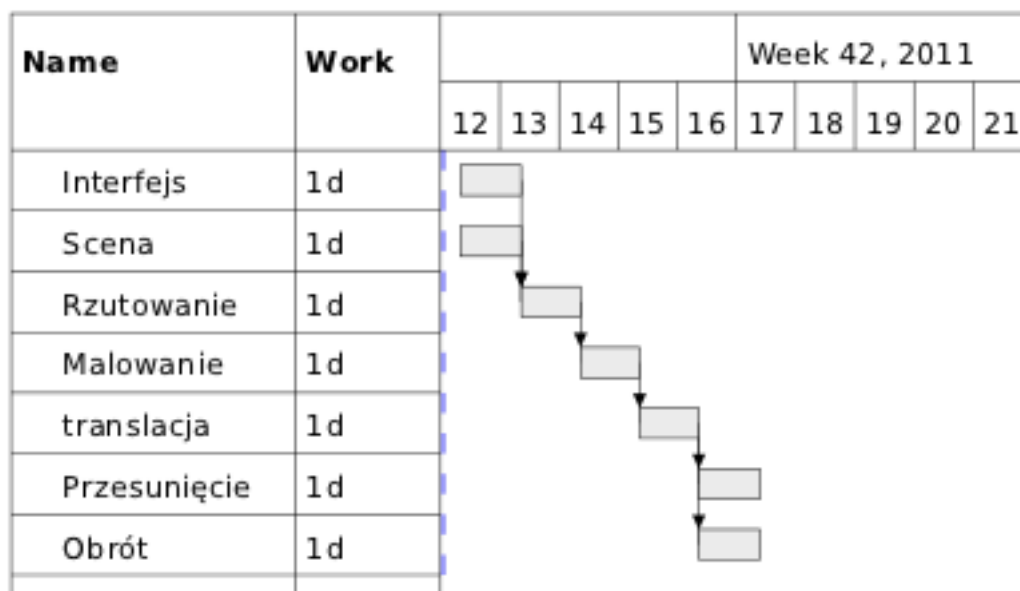 Name Work Week 42, 2011
12 13 14 15 16 17 18 19 20 21
Interfejs 1d
Scena 1d
Rzutowanie 1d
Malowanie 1d
translacja 1d
Przesunięcie 1d
Obrót 1d